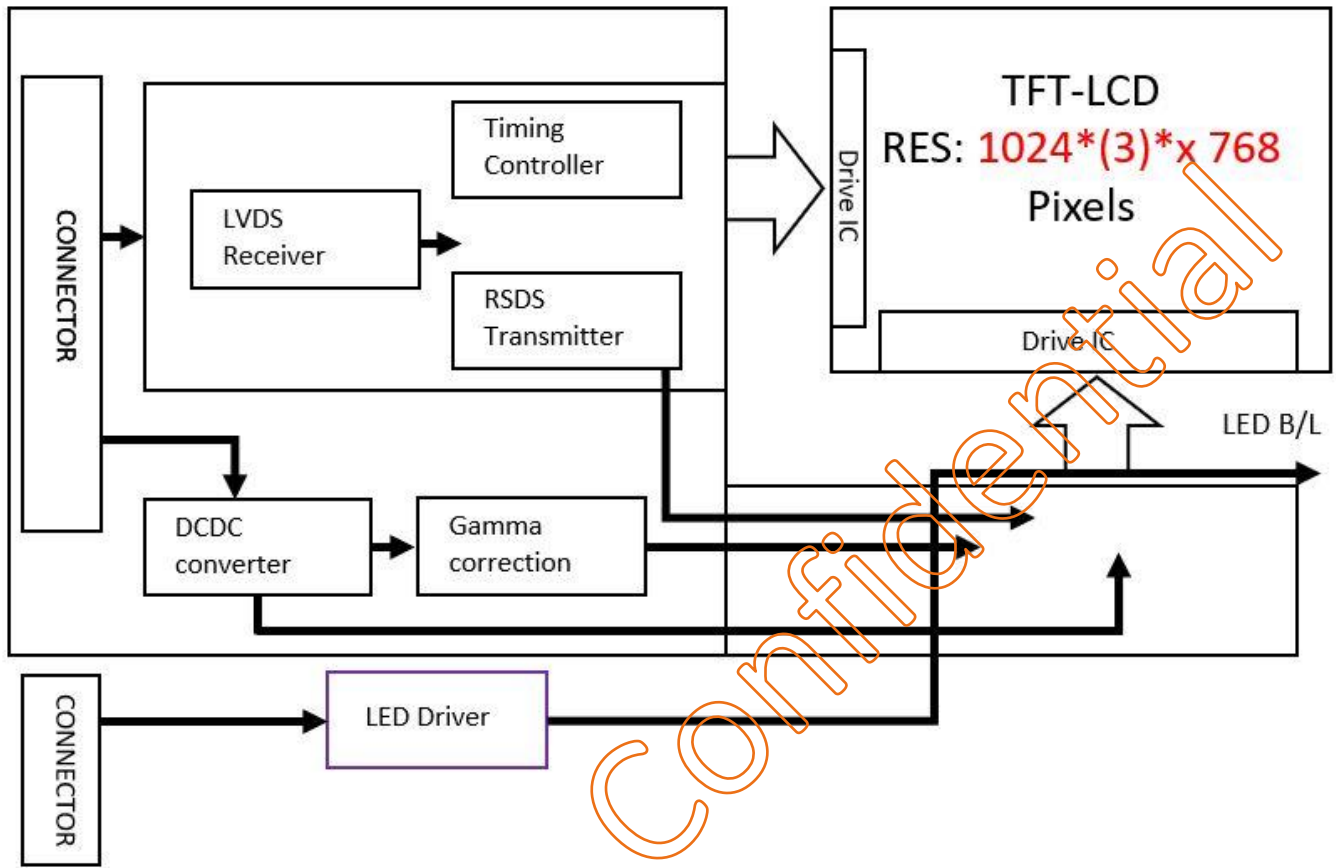 CONNECTOR
LVDS
Receiver
Timing
Controller
RSDS
Transmitter
DCDC
converter
Gamma
correction
Drive IC
TFT-LCD
RES: 1024*(3)*x 768
Pixels
Drive IC
LED B/L
CONNECTOR
LED Driver
Confidential